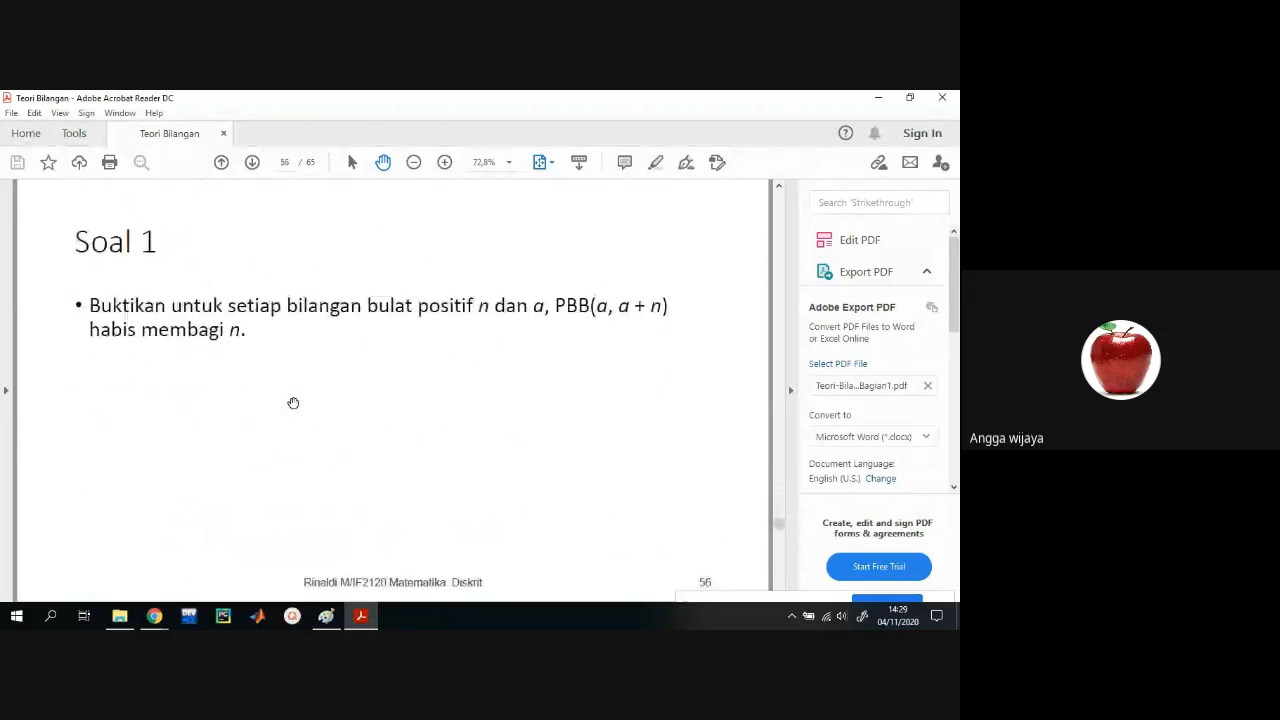 Teori Bilangan - Adobe Acrobat Reader DC
File Edit View Sign Window Help
Home Tools Teori Bilangan × Sign In
56 / 65 72,8%
Search 'Strikethrough'
Soal 1
Edit PDF
Export PDF
• Buktikan untuk setiap bilangan bulat positif n dan a, PBB(a, a + n)
habis membagi n.
Adobe Export PDF
Convert PDF Files to Word
or Excel Online
Select PDF File
Teori-Bila...Bagian1.pdf
Convert to
Microsoft Word (*.docx)
Document Language:
English (U.S.) Change
Create, edit and sign PDF
forms & agreements
Start Free Trial
Rinaldi M/IF2120 Matematika Diskrit 56
DEV PC
14:29
04/11/2020
Angga wijaya